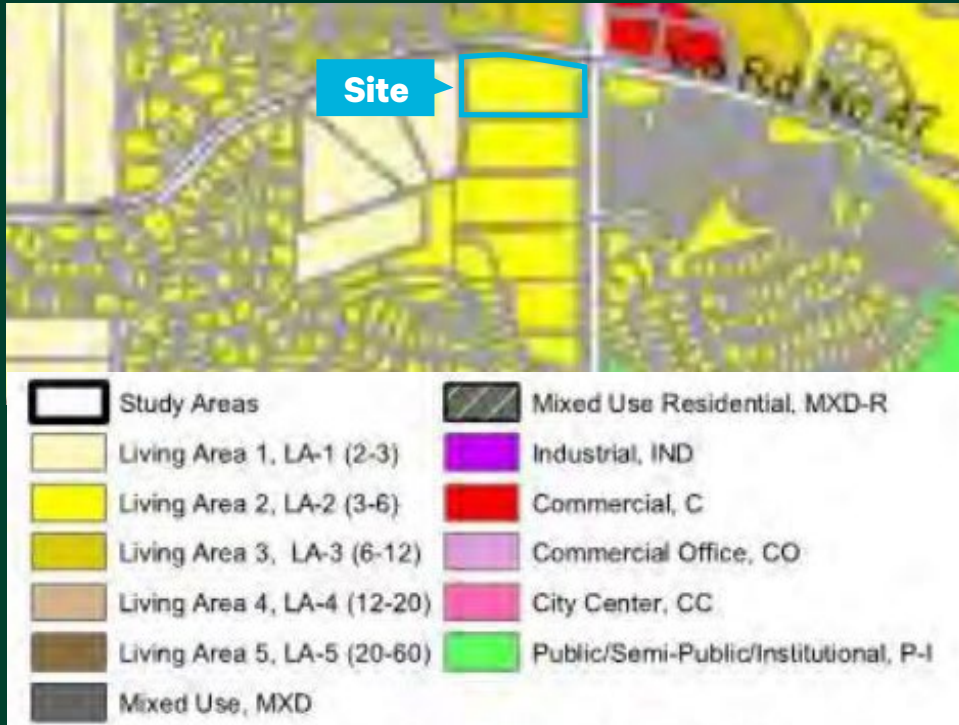 Site
Rd No 47
Study Areas
Living Area 1, LA-1 (2-3)
Living Area 2, LA-2 (3-6)
Living Area 3, LA-3 (6-12)
Living Area 4, LA-4 (12-20)
Living Area 5, LA-5 (20-60)
Mixed Use, MXD
Mixed Use Residential, MXD-R
Industrial, IND
Commercial, C
Commercial Office, CO
City Center, CC
Public/Semi-Public/Institutional, P-I